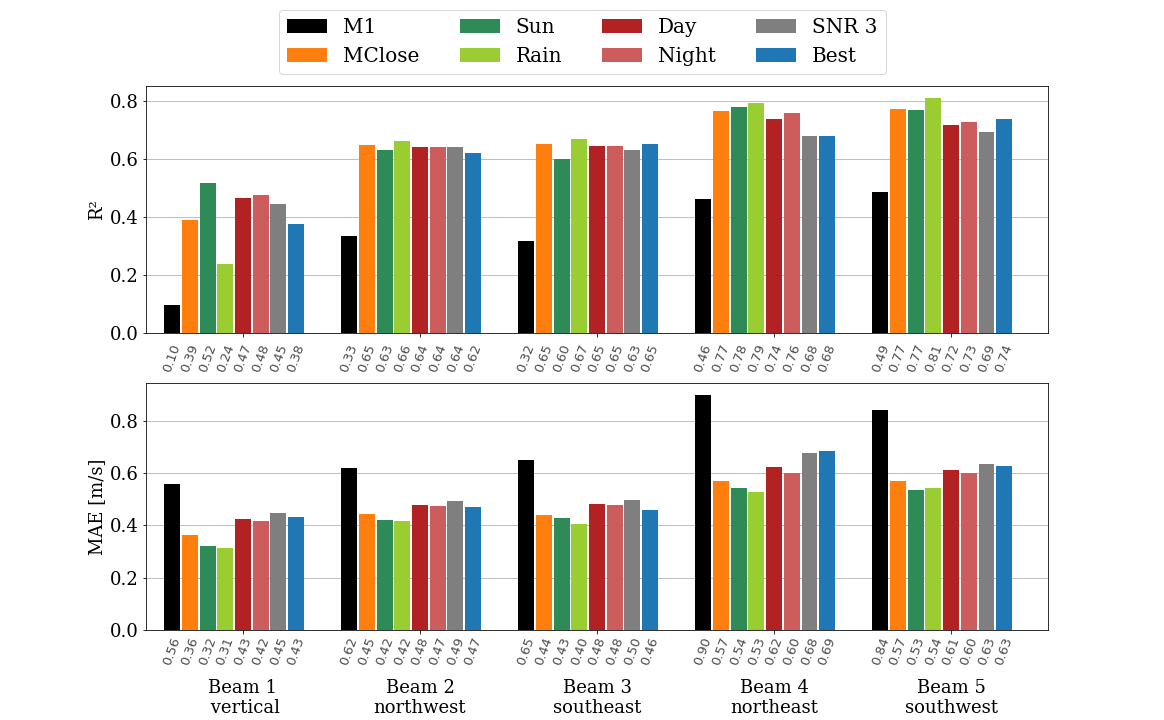 M1 Sun Day SNR 3
MClose Rain Night Best
R²
0.8
0.6
0.4
0.2
0.0
0.10 0.39 0.52 0.24 0.47 0.48 0.45 0.38 0.33 0.65 0.63 0.66 0.64 0.64 0.64 0.62 0.32 0.65 0.60 0.67 0.65 0.65 0.63 0.65 0.46 0.77 0.78 0.79 0.74 0.76 0.68 0.68 0.49 0.77 0.77 0.81 0.72 0.73 0.69 0.74
MAE [m/s]
0.8
0.6
0.4
0.2
0.0
0.56 0.36 0.32 0.31 0.43 0.42 0.45 0.43 0.62 0.45 0.42 0.42 0.48 0.47 0.49 0.47 0.65 0.44 0.43 0.40 0.48 0.48 0.50 0.46 0.90 0.57 0.54 0.53 0.62 0.60 0.68 0.69 0.84 0.57 0.53 0.54 0.61 0.60 0.63 0.63
Beam 1 Beam 2 Beam 3 Beam 4 Beam 5
vertical northwest southeast northeast southwest